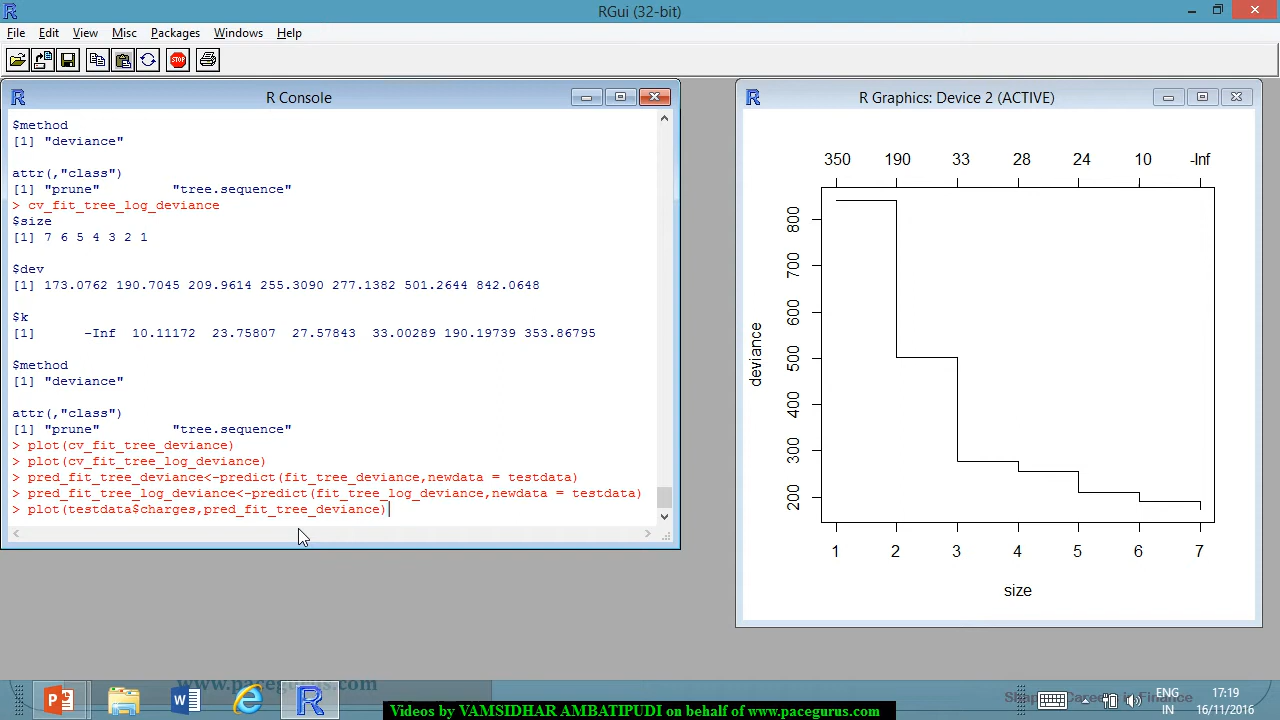 RGui (32-bit)
File Edit View Misc Packages Windows Help
STOP
R Console
$method
[1] "deviance"
attr(,"class")
[1] "prune" "tree.sequence"
> cv_fit_tree_log_deviance
$size
[1] 7 6 5 4 3 2 1
$dev
[1] 173.0762 190.7045 209.9614 255.3090 277.1382 501.2644 842.0648
$k
[1] -Inf 10.11172 23.75807 27.57843 33.00289 190.19739 353.86795
$method
[1] "deviance"
attr(,"class")
[1] "prune" "tree.sequence"
> plot(cv_fit_tree_deviance)
> plot(cv_fit_tree_log_deviance)
> pred_fit_tree_deviance<-predict(fit_tree_deviance,newdata = testdata)
> pred_fit_tree_log_deviance<-predict(fit_tree_log_deviance,newdata = testdata)
> plot(testdata$charges,pred_fit_tree_deviance)
R Graphics: Device 2 (ACTIVE)
350 190 33 28 24 10 -Inf
800
700
600
500
400
300
200
deviance
1 2 3 4 5 6 7
size
www.pacegurus.com
ENG
IN
17:19
16/11/2016
Videos by VAMSIDHAR AMBATIPUDI on behalf of www.pacegurus.com